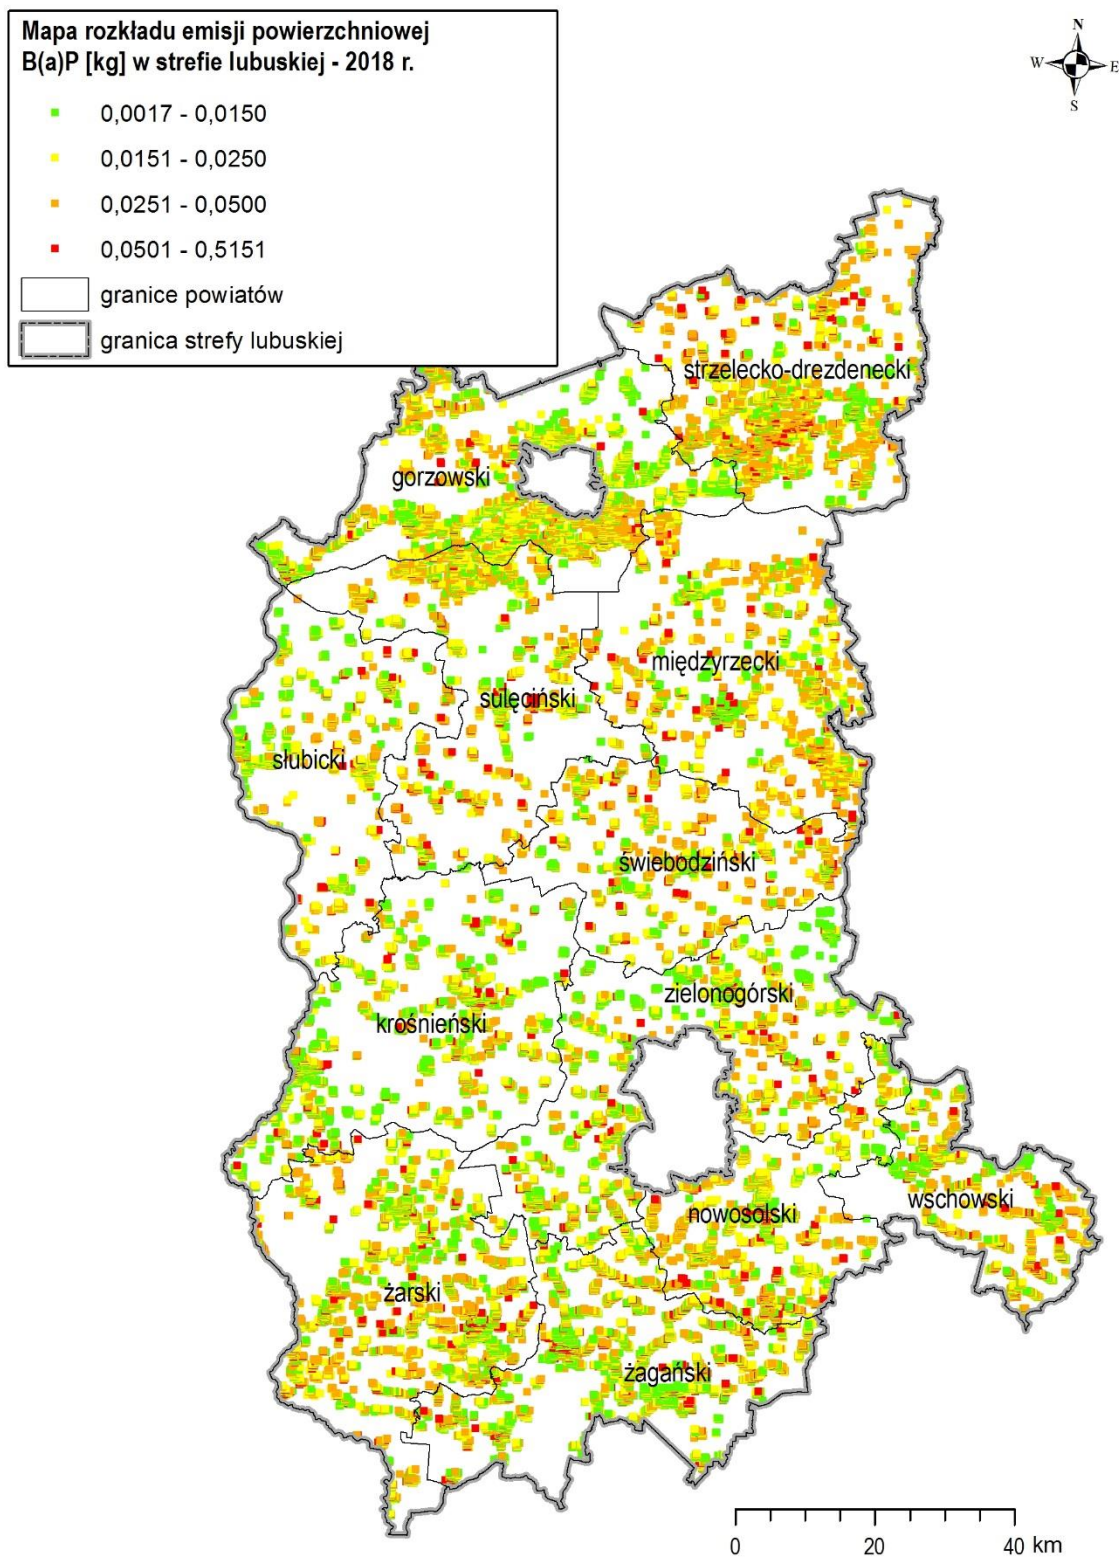 Mapa rozkładu emisji powierzchniowej
B(a)P [kg] w strefie lubuskiej - 2018 r.
0,0017 - 0,0150
0,0151 - 0,0250
0,0251 - 0,0500
0,0501 - 0,5151
granice powiatów
granica strefy lubuskiej
N
W
E
S
strzelecko-drezdenecki
gorzowski
międzyrzecki
sulęciński
słubicki
świebodziński
zielonogórski
krośnieński
wschowski
nowosolski
żarski
żagański
0 20 40 km